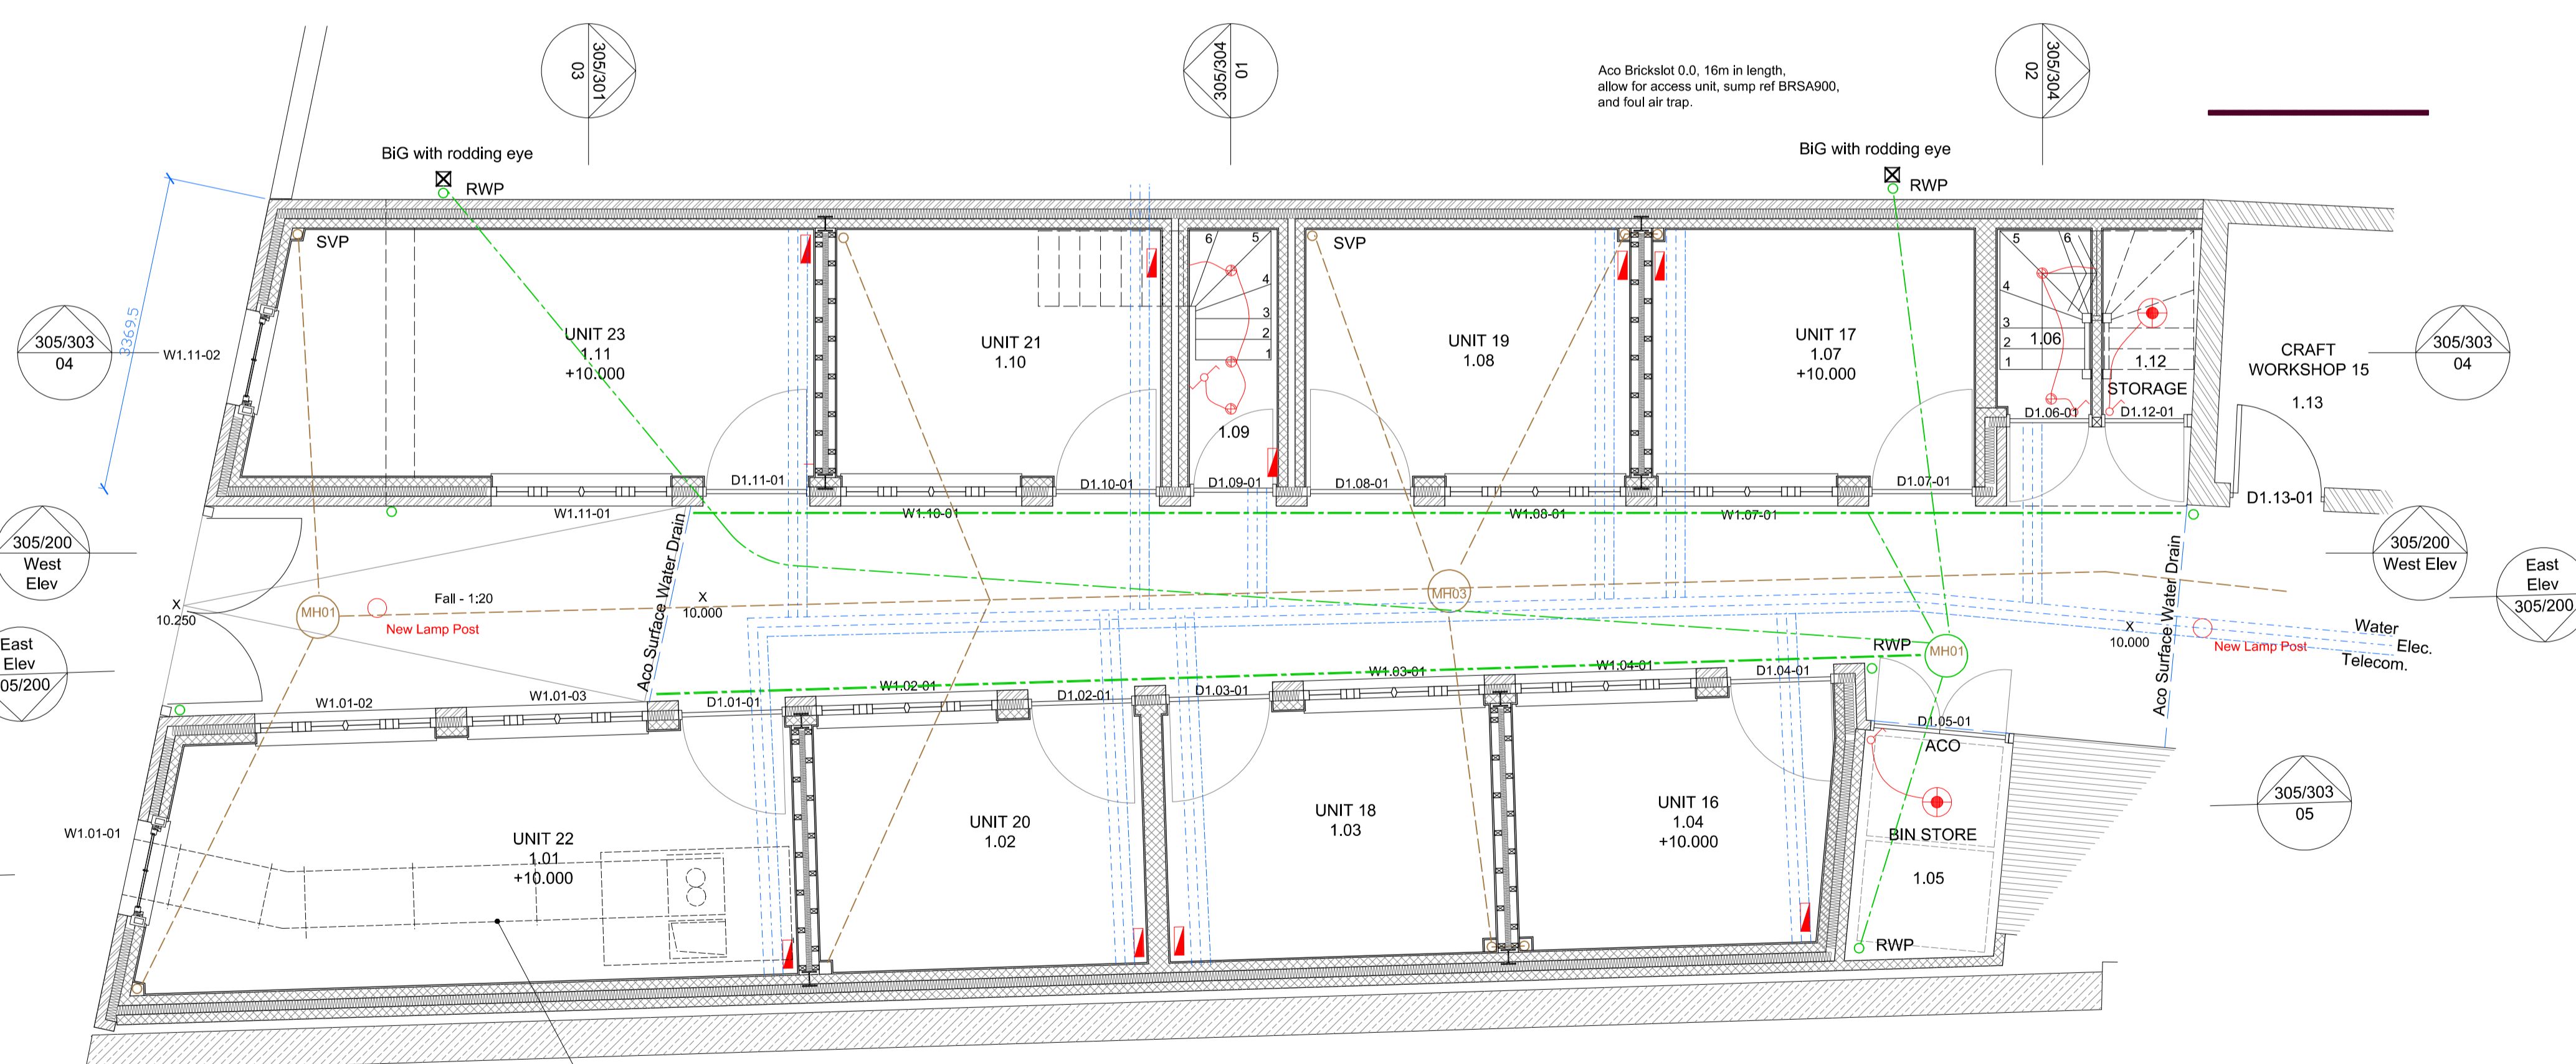 305/301
03
305/304
01
305/304
02
Aco Brickslot 0.0, 16m in length,
allow for access unit, sump ref BRSA900,
and foul air trap.
BiG with rodding eye
RWP
BiG with rodding eye
RWP
SVP
SVP
6
5
4
3
2
1
5
6
4
3
2
1
3369.5
305/303
04
W1.11-02
UNIT 23
1.11
+10.000
UNIT 21
1.10
1.09
UNIT 19
1.08
UNIT 17
1.07
+10.000
1.06
1.12
STORAGE
CRAFT
WORKSHOP 15
1.13
305/303
04
D1.06-01
D1.12-01
D1.11-01
D1.10-01
D1.09-01
D1.08-01
D1.07-01
D1.13-01
W1.11-01
W1.10-01
W1.08-01
W1.07-01
305/200
West
Elev
305/200
West Elev
East
Elev
305/200
Aco Surface Water Drain
Aco Surface Water Drain
X
10.250
MH01
Fall - 1:20
New Lamp Post
X
10.000
MH03
RWP
MH01
X
10.000
New Lamp Post
Water
Elec.
Telecom.
East
Elev
05/200
W1.01-02
W1.01-03
D1.01-01
W1.02-01
D1.02-01
D1.03-01
W1.03-01
W1.04-01
D1.04-01
D1.05-01
ACO
W1.01-01
UNIT 22
1.01
+10.000
UNIT 20
1.02
UNIT 18
1.03
UNIT 16
1.04
+10.000
BIN STORE
1.05
RWP
305/303
05